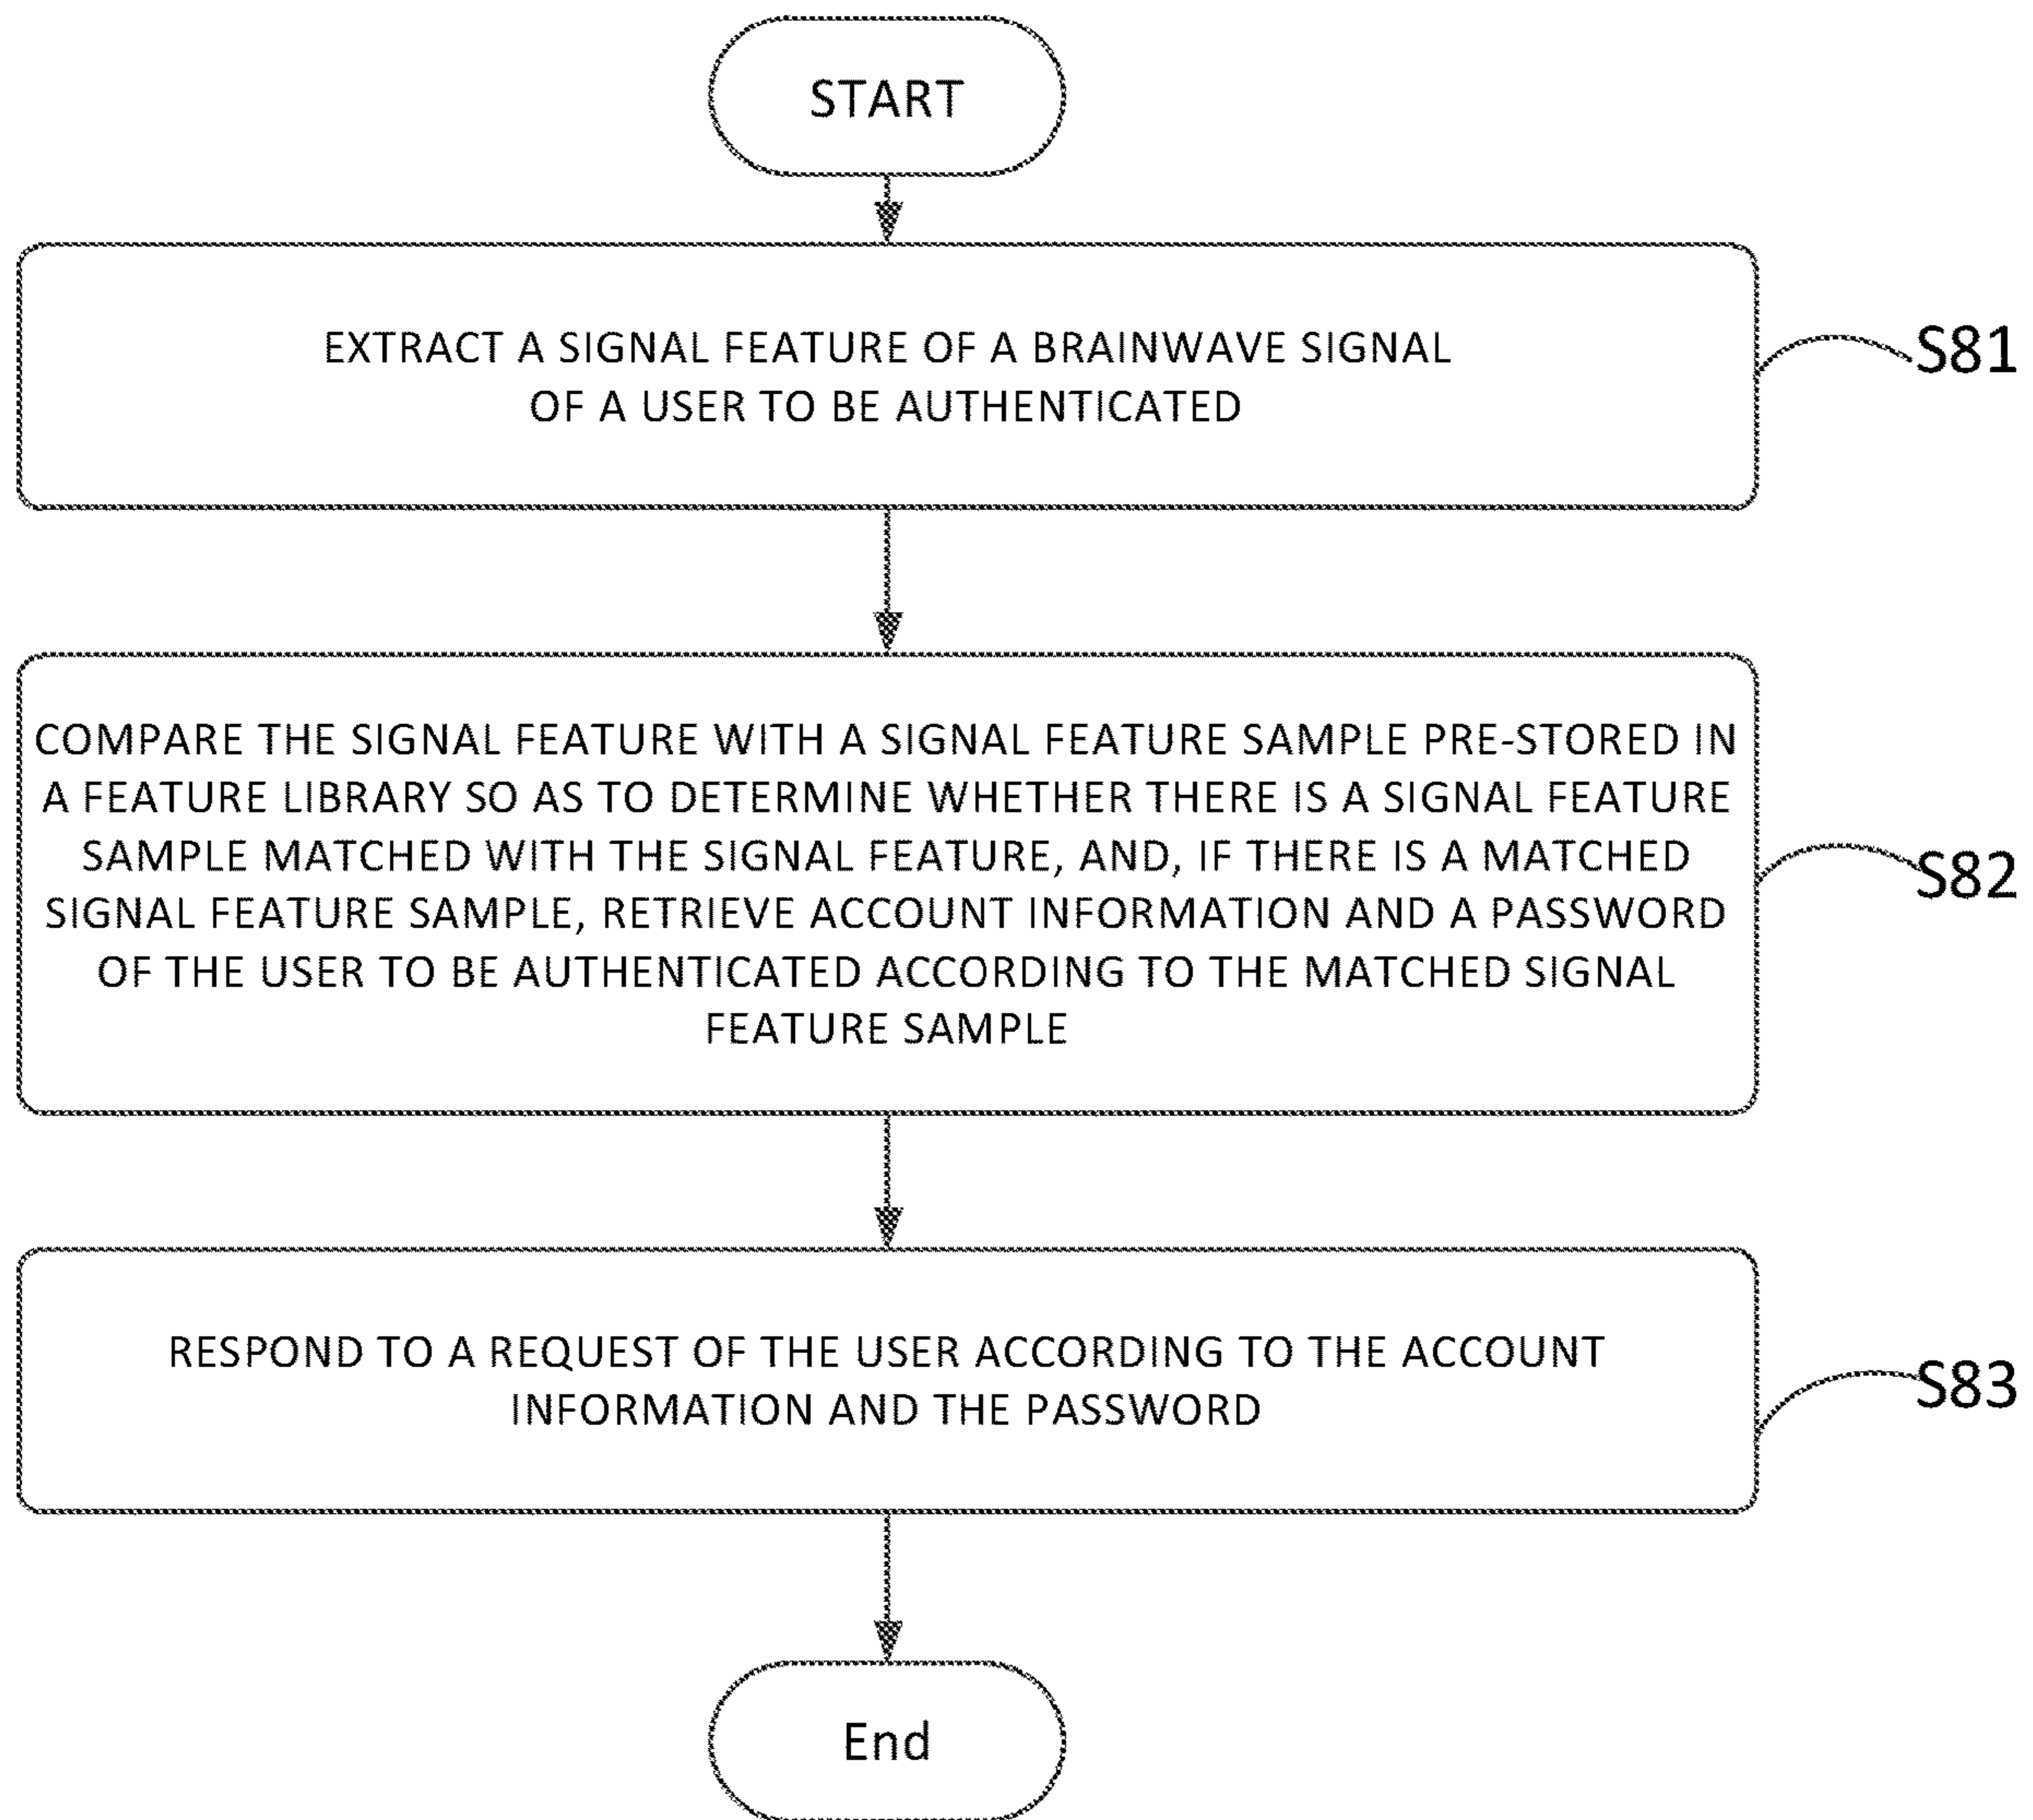 START
EXTRACT A SIGNAL FEATURE OF A BRAINWAVE SIGNAL
OF A USER TO BE AUTHENTICATED
S81
COMPARE THE SIGNAL FEATURE WITH A SIGNAL FEATURE SAMPLE PRE-STORED IN
A FEATURE LIBRARY SO AS TO DETERMINE WHETHER THERE IS A SIGNAL FEATURE
SAMPLE MATCHED WITH THE SIGNAL FEATURE, AND, IF THERE IS A MATCHED
SIGNAL FEATURE SAMPLE, RETRIEVE ACCOUNT INFORMATION AND A PASSWORD
OF THE USER TO BE AUTHENTICATED ACCORDING TO THE MATCHED SIGNAL
FEATURE SAMPLE
S82
RESPOND TO A REQUEST OF THE USER ACCORDING TO THE ACCOUNT
INFORMATION AND THE PASSWORD
S83
End